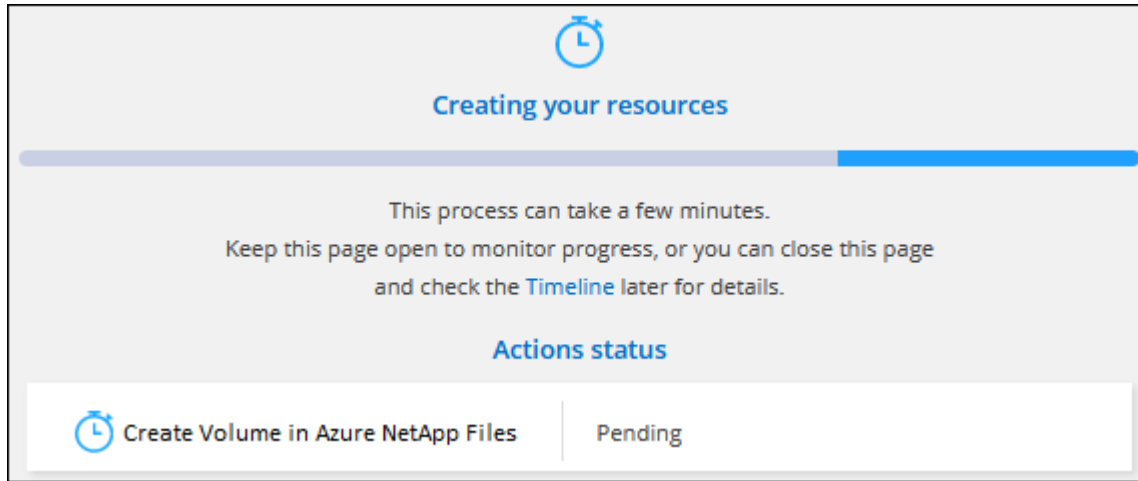 Creating your resources
This process can take a few minutes.
Keep this page open to monitor progress, or you can close this page
and check the Timeline later for details.
Actions status
Create Volume in Azure NetApp Files Pending